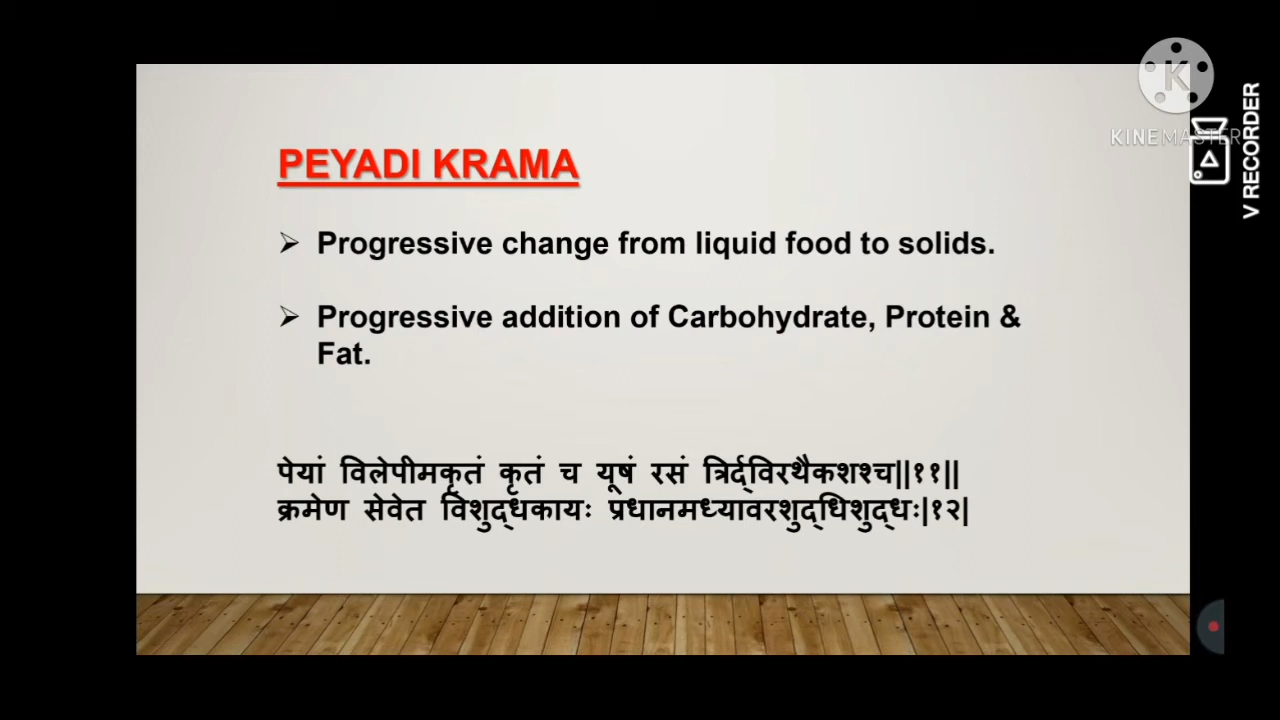 PEYADI KRAMA
➢ Progressive change from liquid food to solids.
➢ Progressive addition of Carbohydrate, Protein &
Fat.
पेयां विलेपीमकृतं कृतं च यूषं रसं त्रिर्द्विरथैकशश्च||११||
क्रमेण सेवेत विशुद्धकायः प्रधानमध्यावरशुद्धिशुद्धः|१२|
K
KINEMASTER
V RECORDER